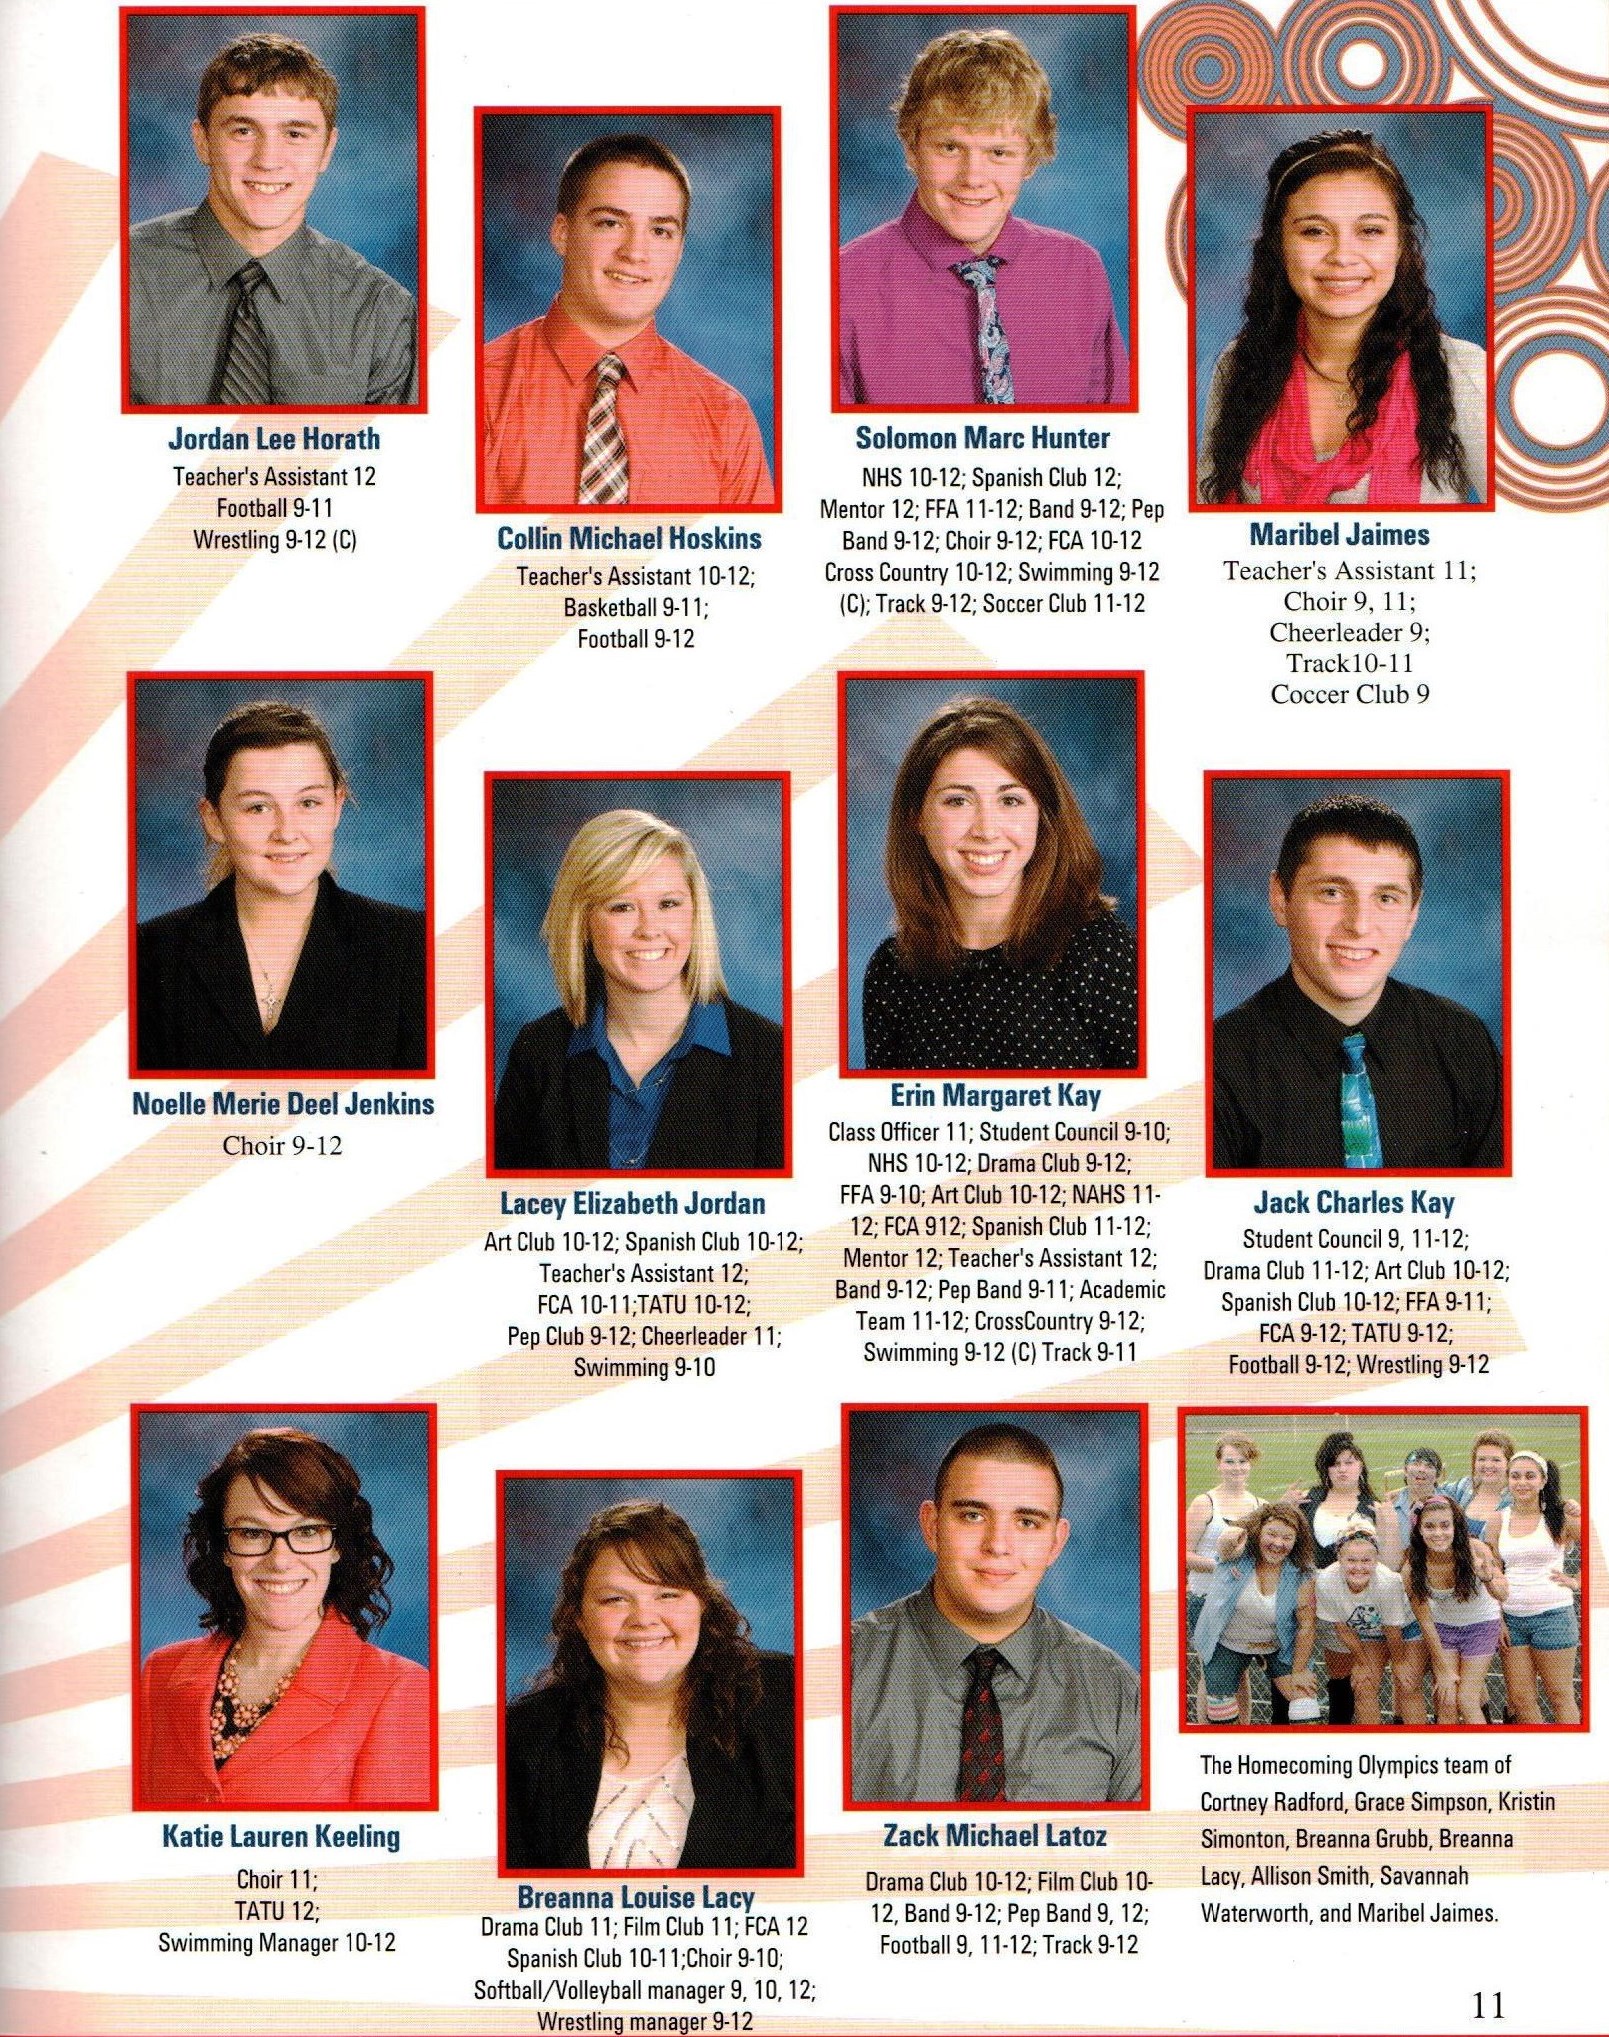 Jordan Lee Horath
Teacher's Assistant 12
Football 9-11
Wrestling 9-12 (C)
Collin Michael Hoskins
Teacher's Assistant 10-12;
Basketball 9-11;
Football 9-12
Solomon Marc Hunter
NHS 10-12; Spanish Club 12;
Mentor 12; FFA 11-12; Band 9-12; Pep
Band 9-12; Choir 9-12; FCA 10-12
Cross Country 10-12; Swimming 9-12
(C); Track 9-12; Soccer Club 11-12
Maribel Jaimes
Teacher's Assistant 11;
Choir 9, 11;
Cheerleader 9;
Track10-11
Coccer Club 9
Noelle Merie Deel Jenkins
Choir 9-12
Lacey Elizabeth Jordan
Art Club 10-12; Spanish Club 10-12;
Teacher's Assistant 12;
FCA 10-11;TATU 10-12;
Pep Club 9-12; Cheerleader 11;
Swimming 9-10
Erin Margaret Kay
Class Officer 11; Student Council 9-10;
NHS 10-12; Drama Club 9-12;
FFA 9-10; Art Club 10-12; NAHS 11-
12; FCA 912; Spanish Club 11-12;
Mentor 12; Teacher's Assistant 12;
Band 9-12; Pep Band 9-11; Academic
Team 11-12; CrossCountry 9-12;
Swimming 9-12 (C) Track 9-11
Jack Charles Kay
Student Council 9, 11-12;
Drama Club 11-12; Art Club 10-12;
Spanish Club 10-12; FFA 9-11;
FCA 9-12; TATU 9-12;
Football 9-12; Wrestling 9-12
Katie Lauren Keeling
Choir 11;
TATU 12;
Swimming Manager 10-12
Breanna Louise Lacy
Drama Club 11; Film Club 11; FCA 12
Spanish Club 10-11;Choir 9-10;
Softball/Volleyball manager 9, 10, 12;
Wrestling manager 9-12
Zack Michael Latoz
Drama Club 10-12; Film Club 10-
12, Band 9-12; Pep Band 9, 12;
Football 9, 11-12; Track 9-12
The Homecoming Olympics team of
Cortney Radford, Grace Simpson, Kristin
Simonton, Breanna Grubb, Breanna
Lacy, Allison Smith, Savannah
Waterworth, and Maribel Jaimes.
11